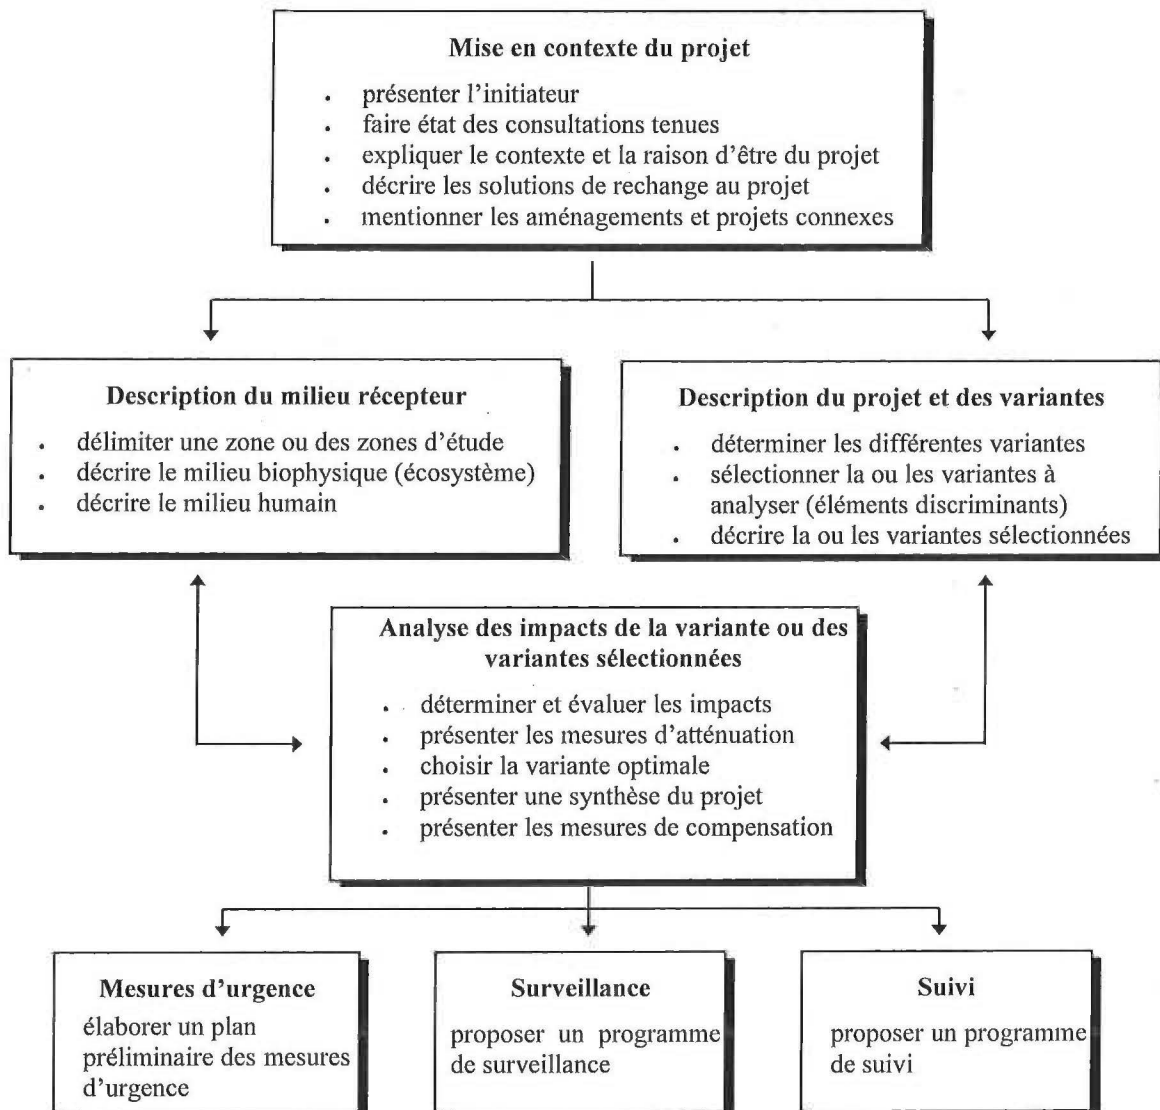 Mise en contexte du projet
• présenter l'initiateur
• faire état des consultations tenues
• expliquer le contexte et la raison d'être du projet
• décrire les solutions de rechange au projet
• mentionner les aménagements et projets connexes
Description du milieu récepteur
• délimiter une zone ou des zones d'étude
• décrire le milieu biophysique (écosystème)
• décrire le milieu humain
Description du projet et des variantes
• déterminer les différentes variantes
• sélectionner la ou les variantes à
analyser (éléments discriminants)
• décrire la ou les variantes sélectionnées
Analyse des impacts de la variante ou des
variantes sélectionnées
• déterminer et évaluer les impacts
• présenter les mesures d'atténuation
• choisir la variante optimale
• présenter une synthèse du projet
• présenter les mesures de compensation
Mesures d'urgence
élaborer un plan
préliminaire des mesures
d'urgence
Surveillance
proposer un programme
de surveillance
Suivi
proposer un programme
de suivi